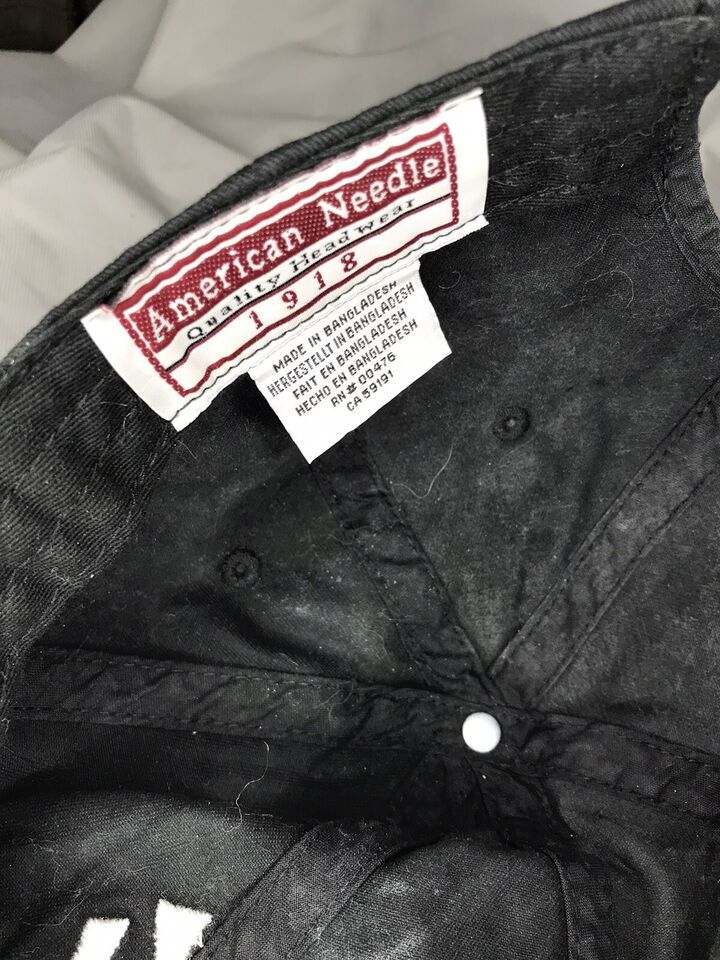 American Needle
Quality Headwear
1918
MADE IN BANGLADESH
HERGESTELLT IN BANGLADESH
FAIT EN BANGLADESH
HECHO EN BANGLADESH
RN# 00476
CA 59191